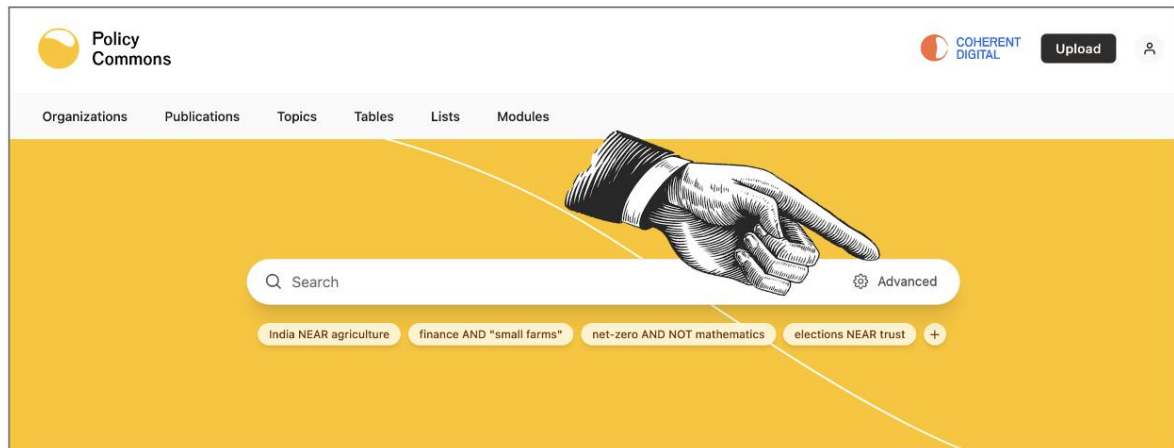 Policy
Commons
COHERENT
DIGITAL
Upload
Organizations Publications Topics Tables Lists Modules
Search Advanced
India NEAR agriculture finance AND "small farms" net-zero AND NOT mathematics elections NEAR trust +